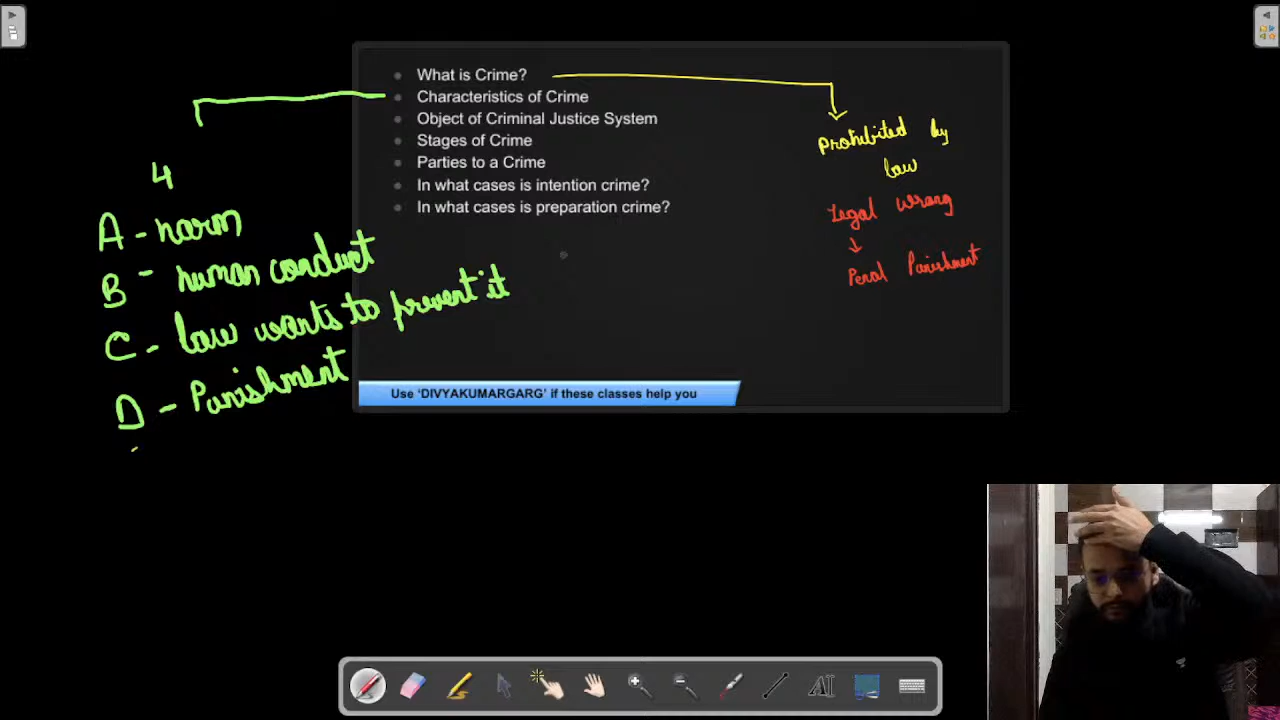 What is Crime?
Characteristics of Crime
Object of Criminal Justice System
Stages of Crime
Parties to a Crime
In what cases is intention crime?
In what cases is preparation crime?
Prohibited by
law
Legal wrong
Penal Punishment
4
A - harm
B - human conduct
C - law wants to prevent it
D - Punishment
Use ‘DIVYAKUMARGARG’ if these classes help you
AI